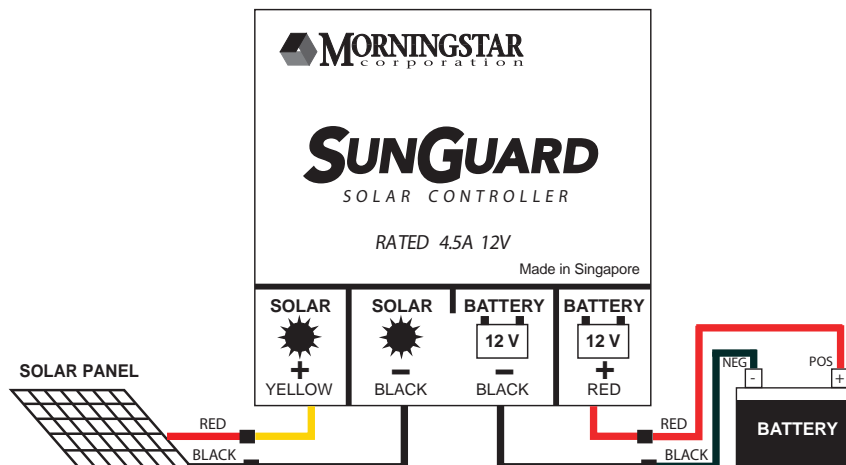 MORNINGSTAR
corporation
SUNGUARD
SOLAR CONTROLLER
RATED 4.5A 12V
Made in Singapore
SOLAR SOLAR BATTERY BATTERY
12 V 12 V
+ - - +
YELLOW BLACK BLACK RED
SOLAR PANEL
NEG POS
- +
RED RED
BATTERY
BLACK BLACK